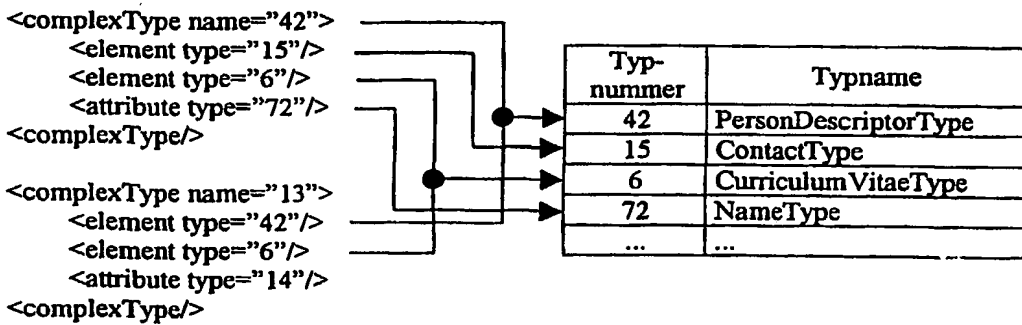 <complexType name=”42”>
<element type=”15”/>
<element type=”6”/>
<attribute type=”72”/>
<complexType/>
<complexType name=”13”>
<element type=”42”/>
<element type=”6”/>
<attribute type=”14”/>
<complexType/>
Typ-
nummer Typname
42 PersonDescriptorType
15 ContactType
6 CurriculumVitaeType
72 NameType
... ...